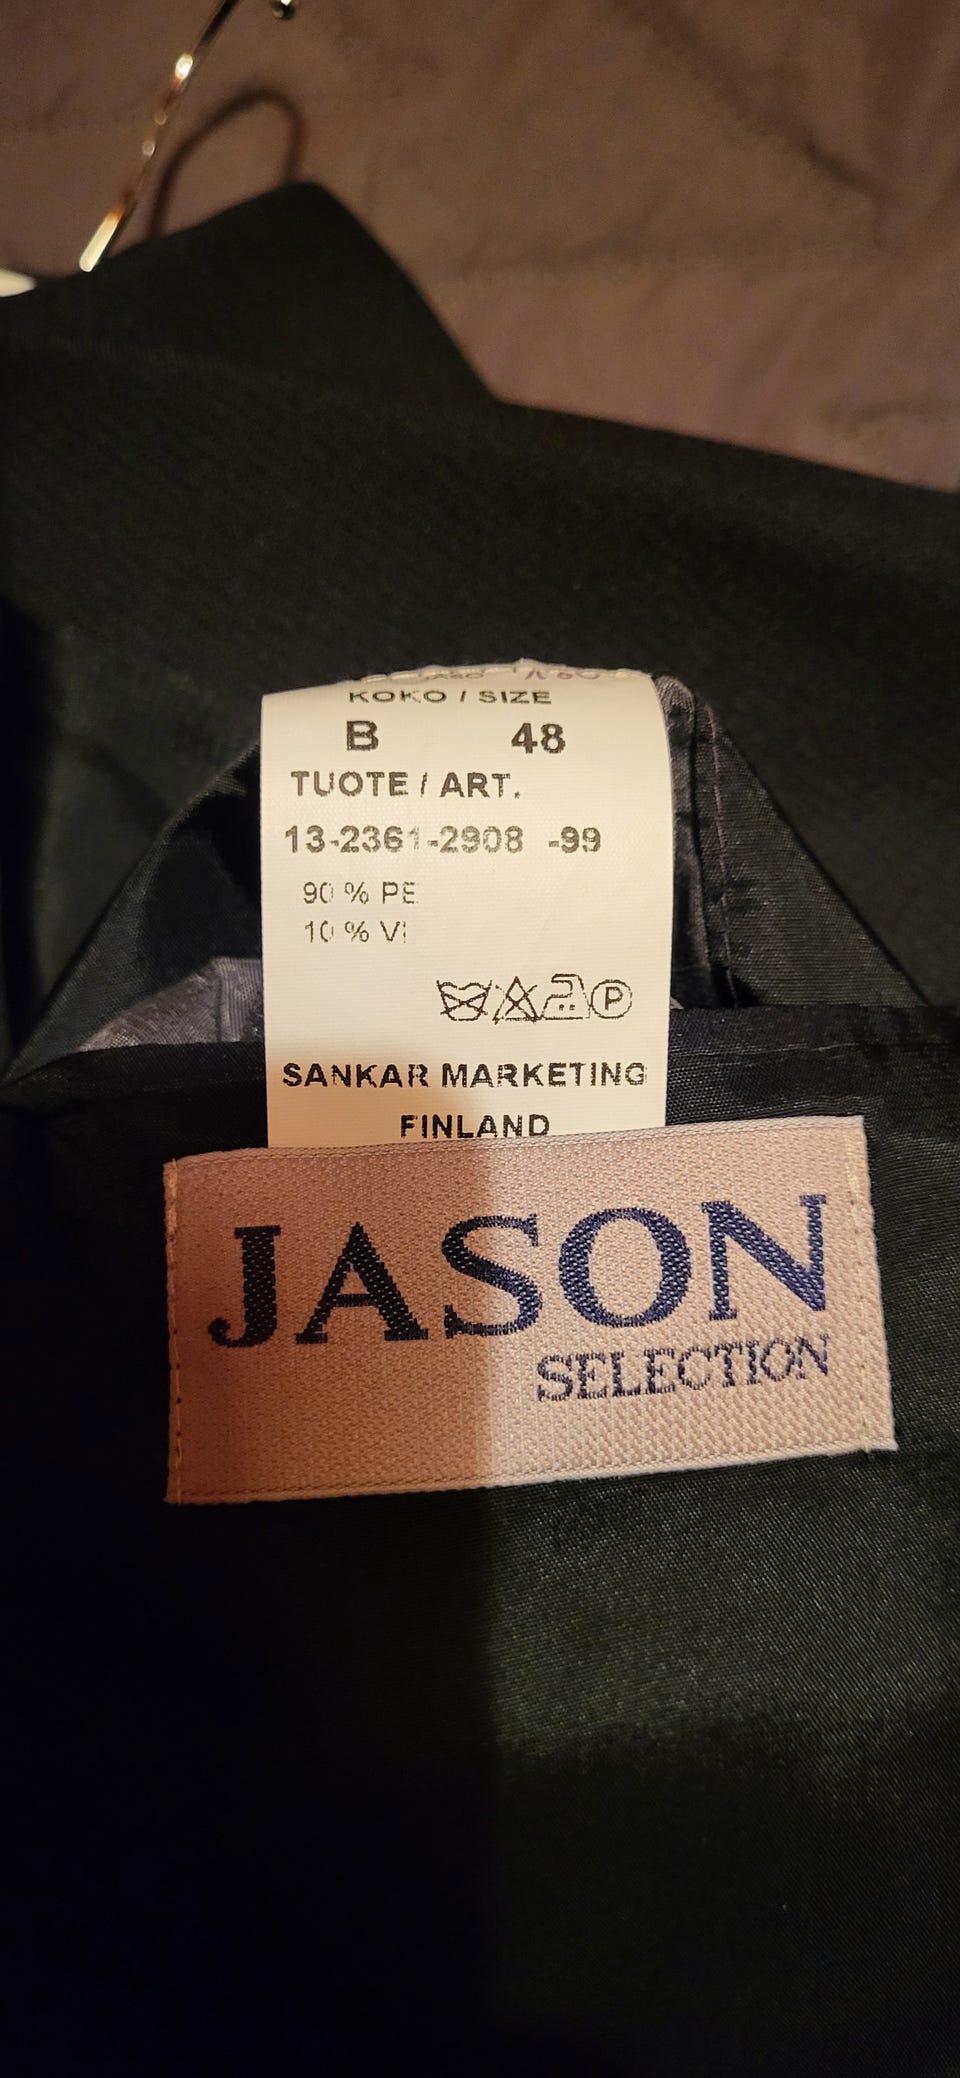 KOKO / SIZE
B 48
TUOTE / ART.
13-2361-2908 -99
90 % PE
10 % VI
P
SANKAR MARKETING
FINLAND
JASON
SELECTION